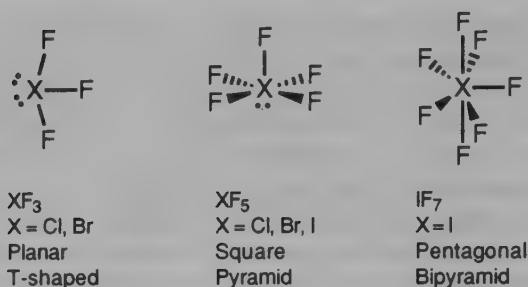 F
F
X—F
F
F
F
F
X
F
F
F
F
F
X—F
F
F
F
XF3
X = Cl, Br
Planar
T-shaped
XF5
X = Cl, Br, I
Square
Pyramid
IF7
X = I
Pentagonal
Bipyramid